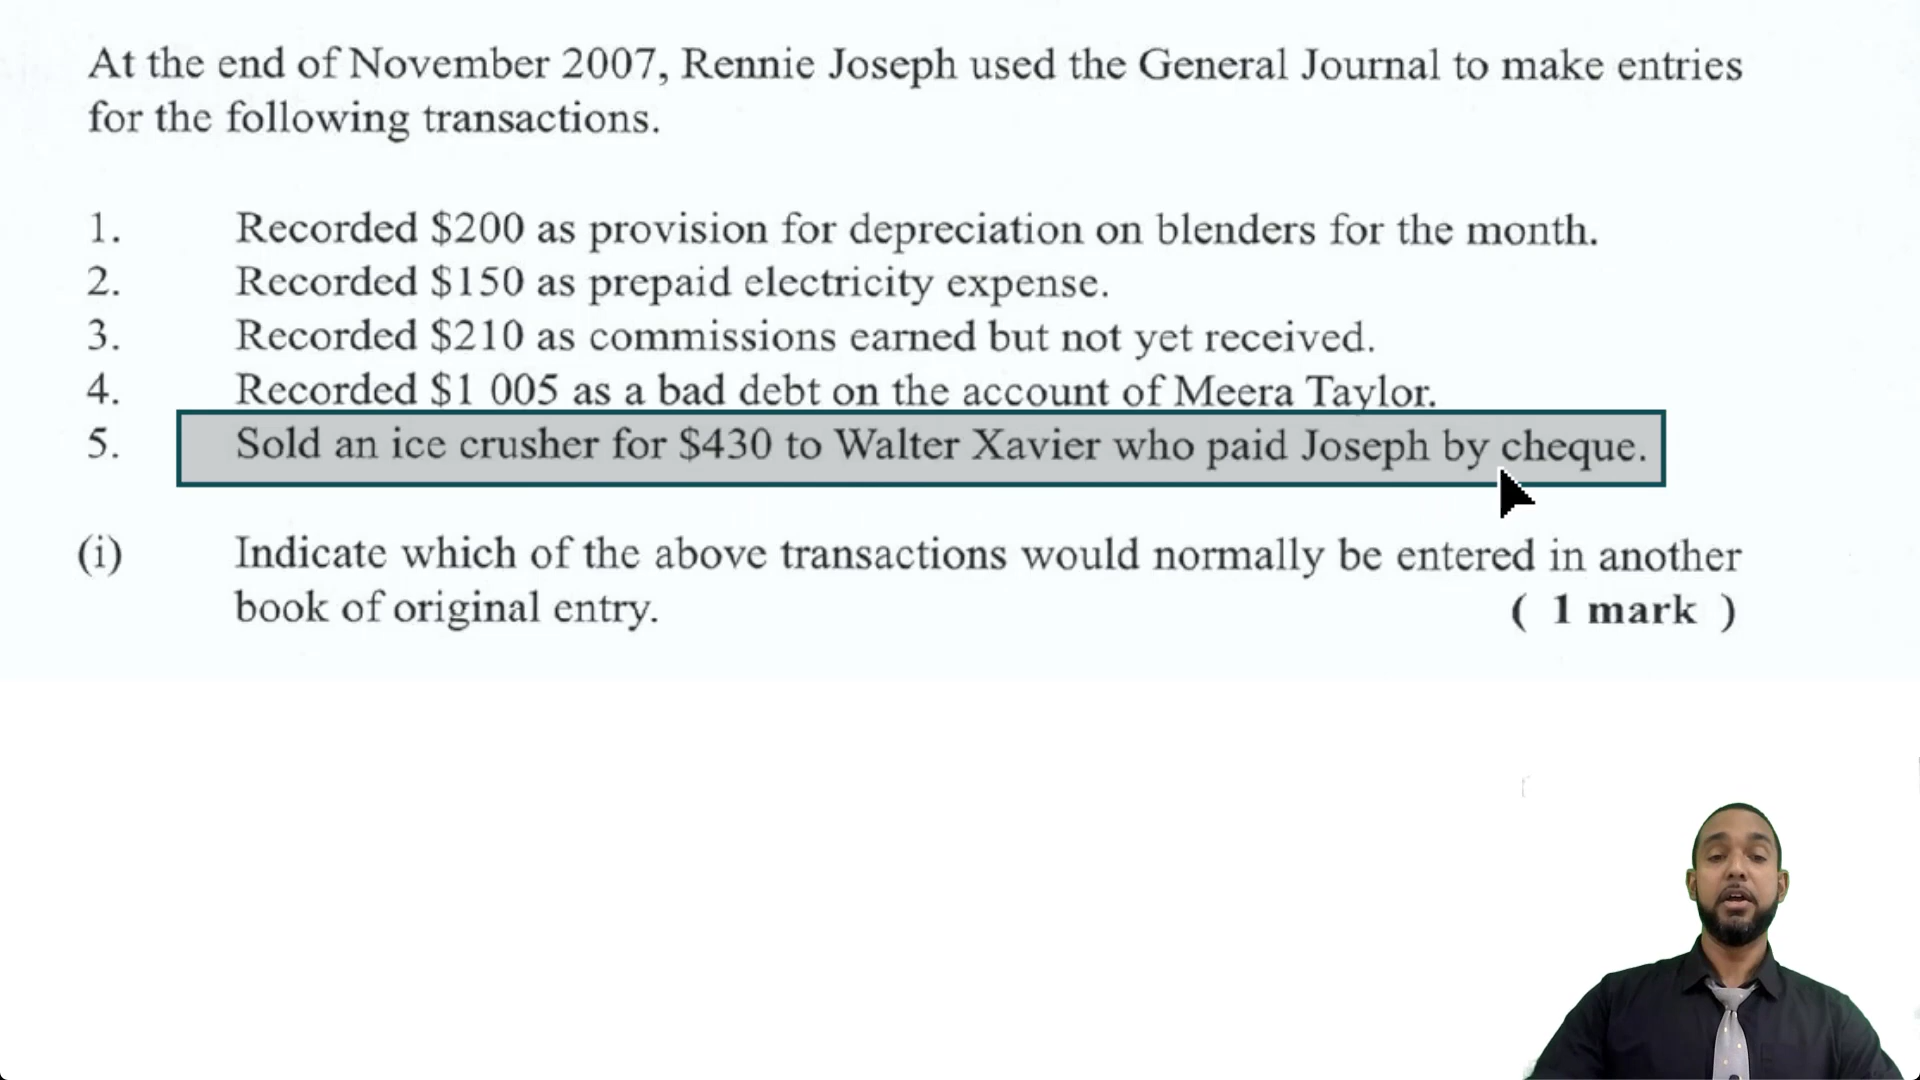 At the end of November 2007, Rennie Joseph used the General Journal to make entries
for the following transactions.
1. Recorded $200 as provision for depreciation on blenders for the month.
2. Recorded $150 as prepaid electricity expense.
3. Recorded $210 as commissions earned but not yet received.
4. Recorded $1 005 as a bad debt on the account of Meera Taylor.
5. Sold an ice crusher for $430 to Walter Xavier who paid Joseph by cheque.
(i) Indicate which of the above transactions would normally be entered in another
book of original entry. ( 1 mark )